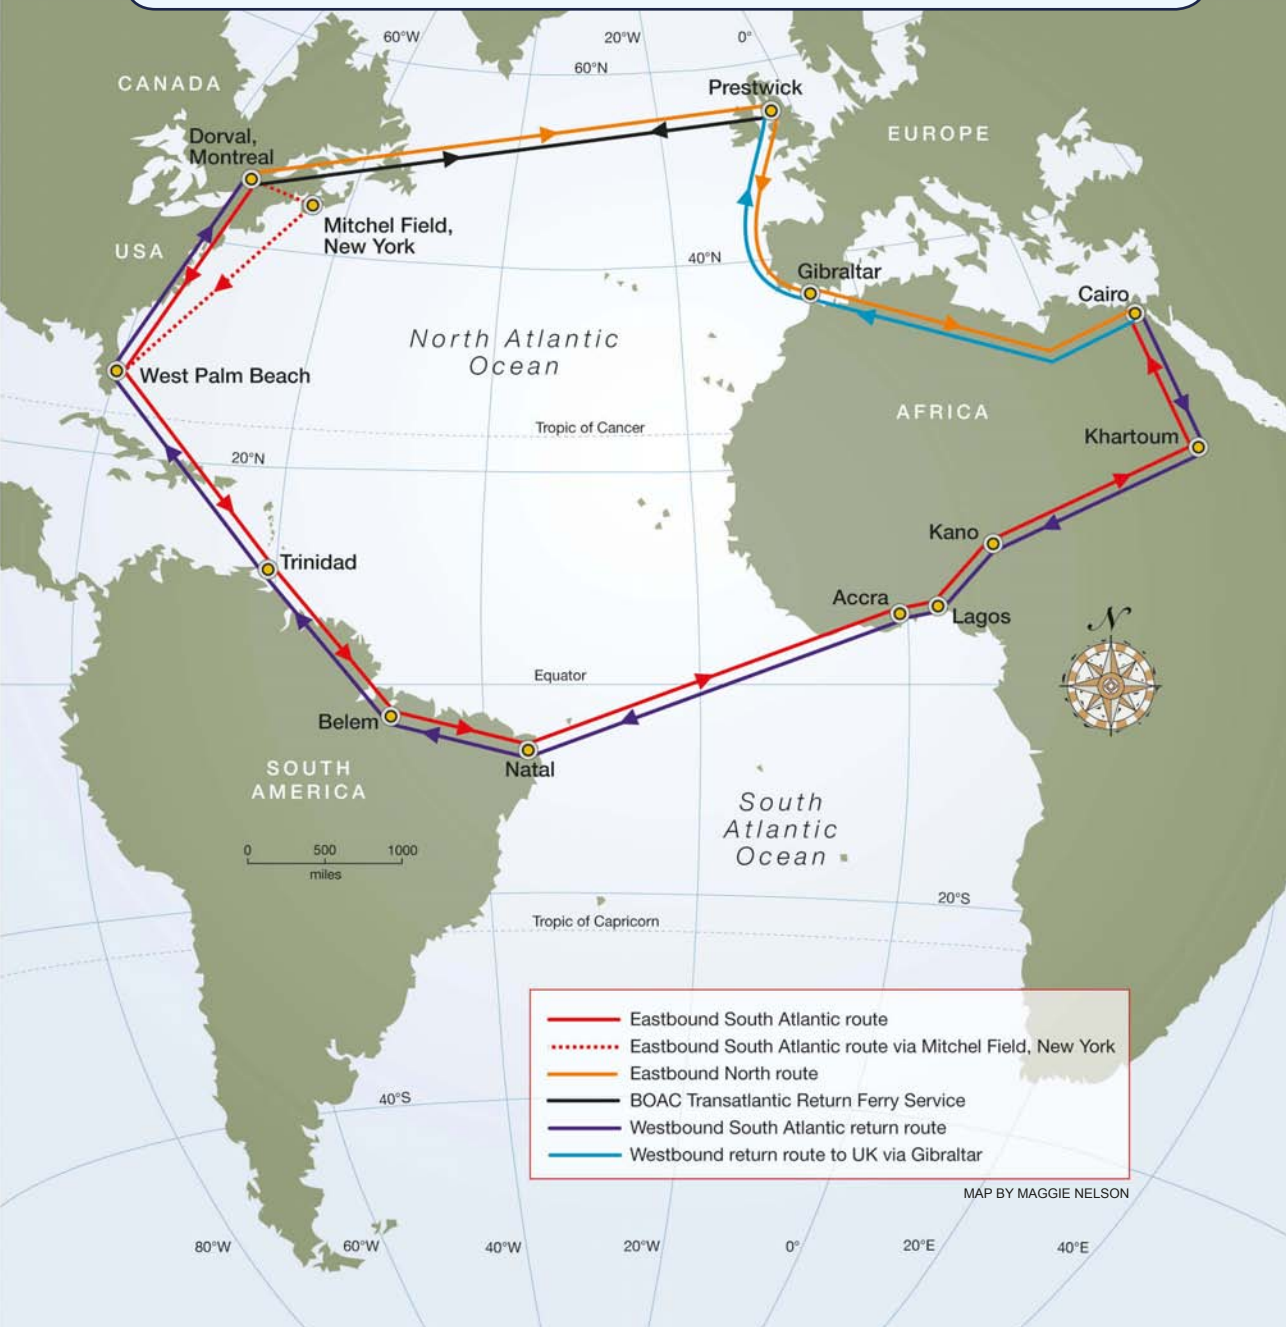 60°W
20°W
0°
60°N
CANADA
Prestwick
EUROPE
Dorval,
Montreal
Mitchel Field,
New York
USA
40°N
Gibraltar
Cairo
North Atlantic
Ocean
West Palm Beach
AFRICA
Tropic of Cancer
Khartoum
20°N
Kano
Trinidad
Accra
Lagos
N
Equator
Belem
Natal
SOUTH
AMERICA
South
Atlantic
Ocean
0 500 1000
miles
20°S
Tropic of Capricorn
Eastbound South Atlantic route
Eastbound South Atlantic route via Mitchel Field, New York
Eastbound North route
BOAC Transatlantic Return Ferry Service
Westbound South Atlantic return route
Westbound return route to UK via Gibraltar
40°S
MAP BY MAGGIE NELSON
80°W
60°W
40°W
20°W
0°
20°E
40°E